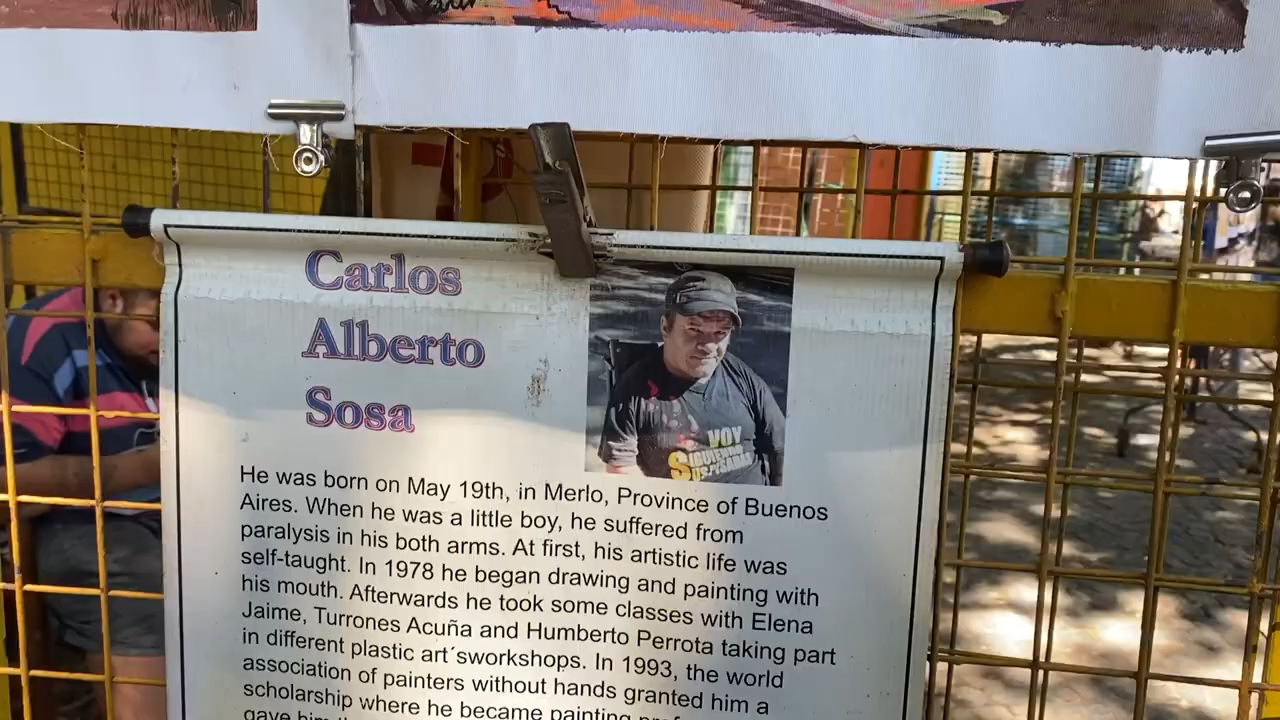 Carlos
Alberto
Sosa
VOY
SIGUIENDO
He was born on May 19th, in Merlo, Province of Buenos
Aires. When he was a little boy, he suffered from
paralysis in his both arms. At first, his artistic life was
self-taught. In 1978 he began drawing and painting with
his mouth. Afterwards he took some classes with Elena
Jaime, Turrones Acuña and Humberto Perrota taking part
in different plastic art´sworkshops. In 1993, the world
association of painters without hands granted him a
scholarship where he became painting
gave him